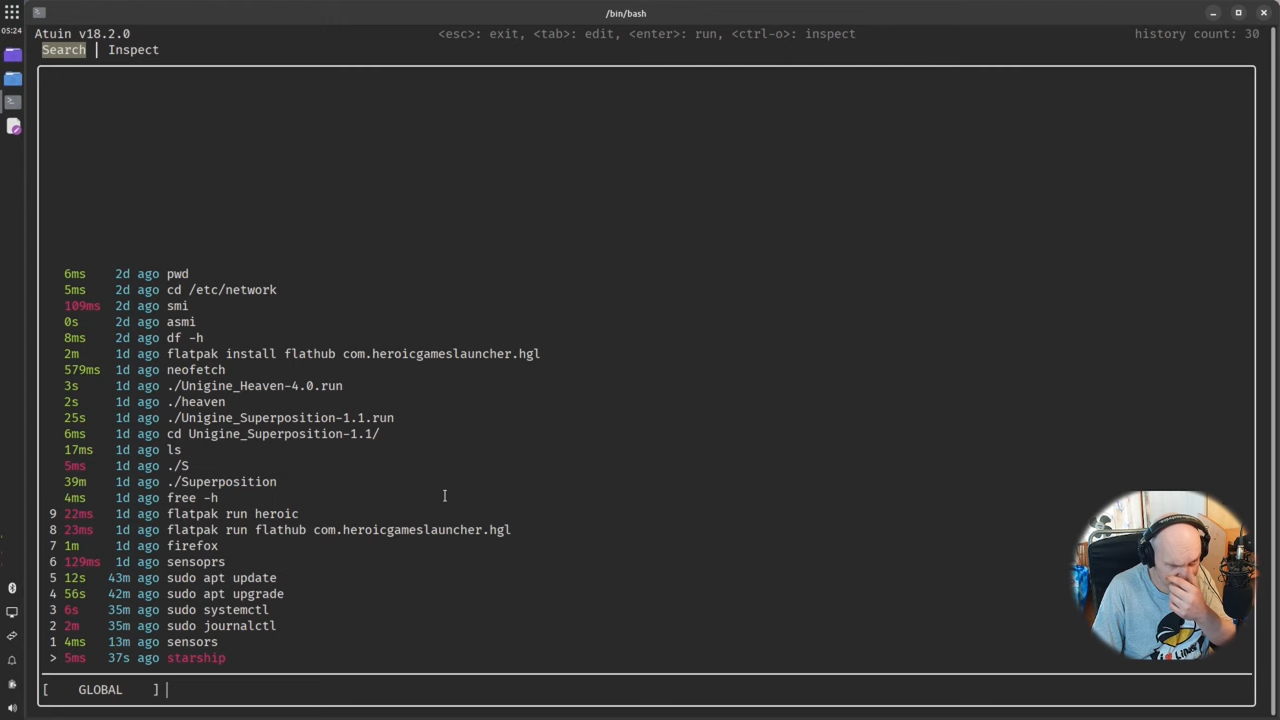 /bin/bash
05:24
Atuin v18.2.0 <esc>: exit, <tab>: edit, <enter>: run, <ctrl-o>: inspect history count: 30
Search | Inspect
6ms 2d ago pwd
5ms 2d ago cd /etc/network
109ms 2d ago smi
0s 2d ago asmi
8ms 2d ago df -h
2m 1d ago flatpak install flathub com.heroicgameslauncher.hgl
579ms 1d ago neofetch
3s 1d ago ./Unigine_Heaven-4.0.run
2s 1d ago ./heaven
25s 1d ago ./Unigine_Superposition-1.1.run
6ms 1d ago cd Unigine_Superposition-1.1/
17ms 1d ago ls
5ms 1d ago ./S
39m 1d ago ./Superposition
4ms 1d ago free -h
9 22ms 1d ago flatpak run heroic
8 23ms 1d ago flatpak run flathub com.heroicgameslauncher.hgl
7 1m 1d ago firefox
6 129ms 1d ago sensoprs
5 12s 43m ago sudo apt update
4 56s 42m ago sudo apt upgrade
3 6s 35m ago sudo systemctl
2 2m 35m ago sudo journalctl
1 4ms 13m ago sensors
> 5ms 37s ago starship
[ GLOBAL ]